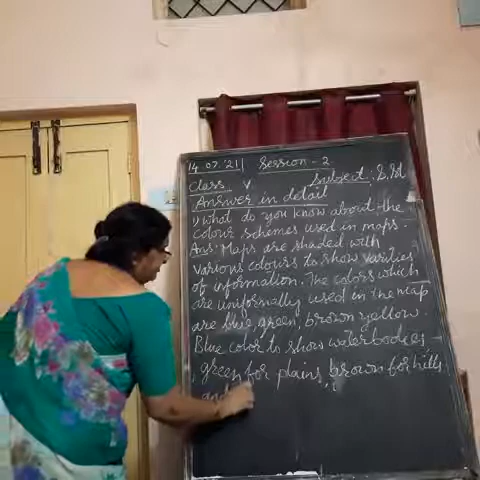 14.07.'21 Session - 2
Class V Subject : S.St
Answer in detail
1) what do you know about the
colour schemes used in maps.
Ans: Maps are shaded with
various colours to show varities
of information. The colors which
are uniformally used in the map
are blue, green, brown yellow.
Blue color to show waterbodies -
, green for plains, brown for hills
and